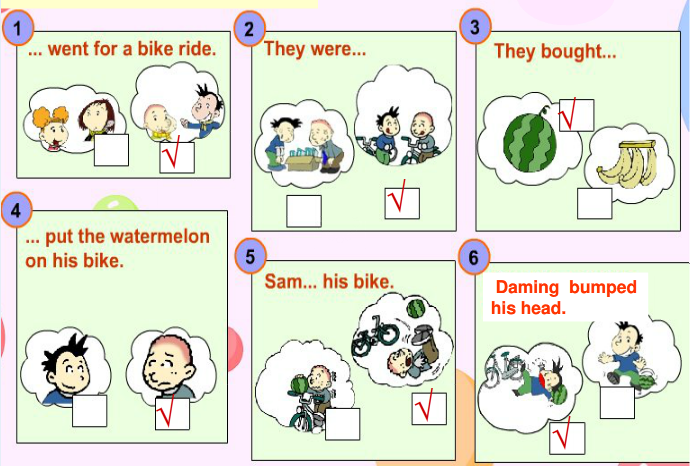 1
... went for a bike ride.
2
They were...
3
They bought...
4
... put the watermelon
on his bike.
5
Sam... his bike.
6
Daming bumped
his head.